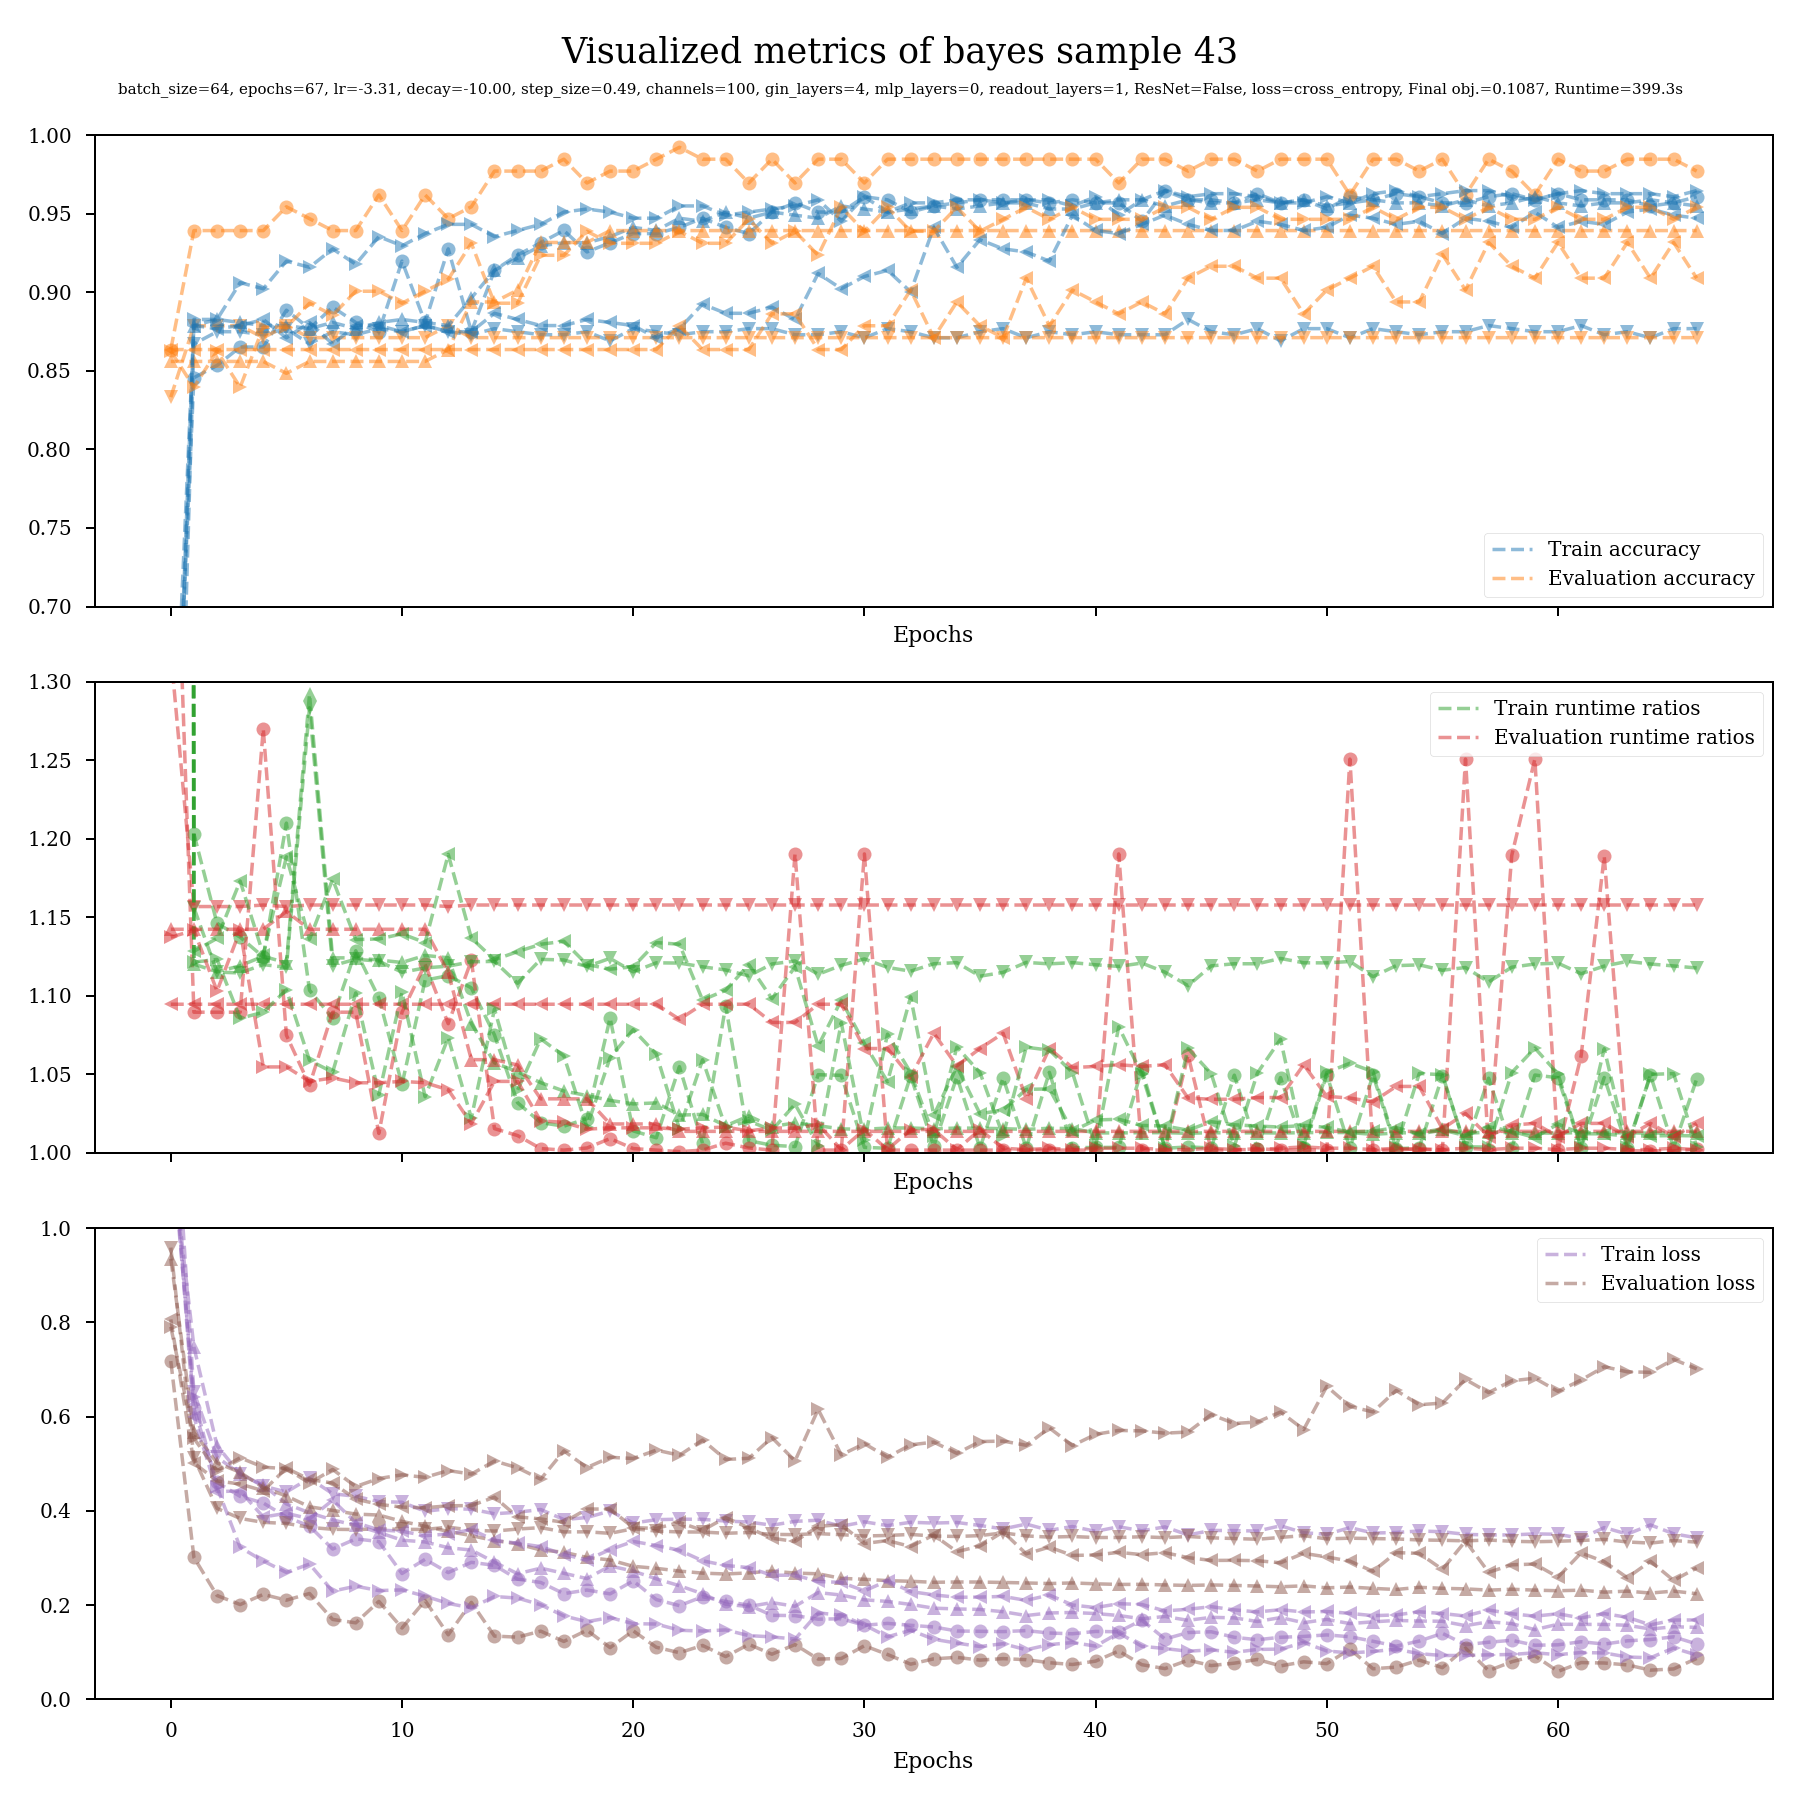 Visualized metrics of bayes sample 43
batch_size=64, epochs=67, lr=-3.31, decay=-10.00, step_size=0.49, channels=100, gin_layers=4, mlp_layers=0, readout_layers=1, ResNet=False, loss=cross_entropy, Final obj.=0.1087, Runtime=399.3s
1.00
0.95
0.90
0.85
0.80
0.75
0.70
Train accuracy
Evaluation accuracy
Epochs
1.30
1.25
1.20
1.15
1.10
1.05
1.00
Train runtime ratios
Evaluation runtime ratios
Epochs
1.0
0.8
0.6
0.4
0.2
0.0
Train loss
Evaluation loss
0 10 20 30 40 50 60
Epochs